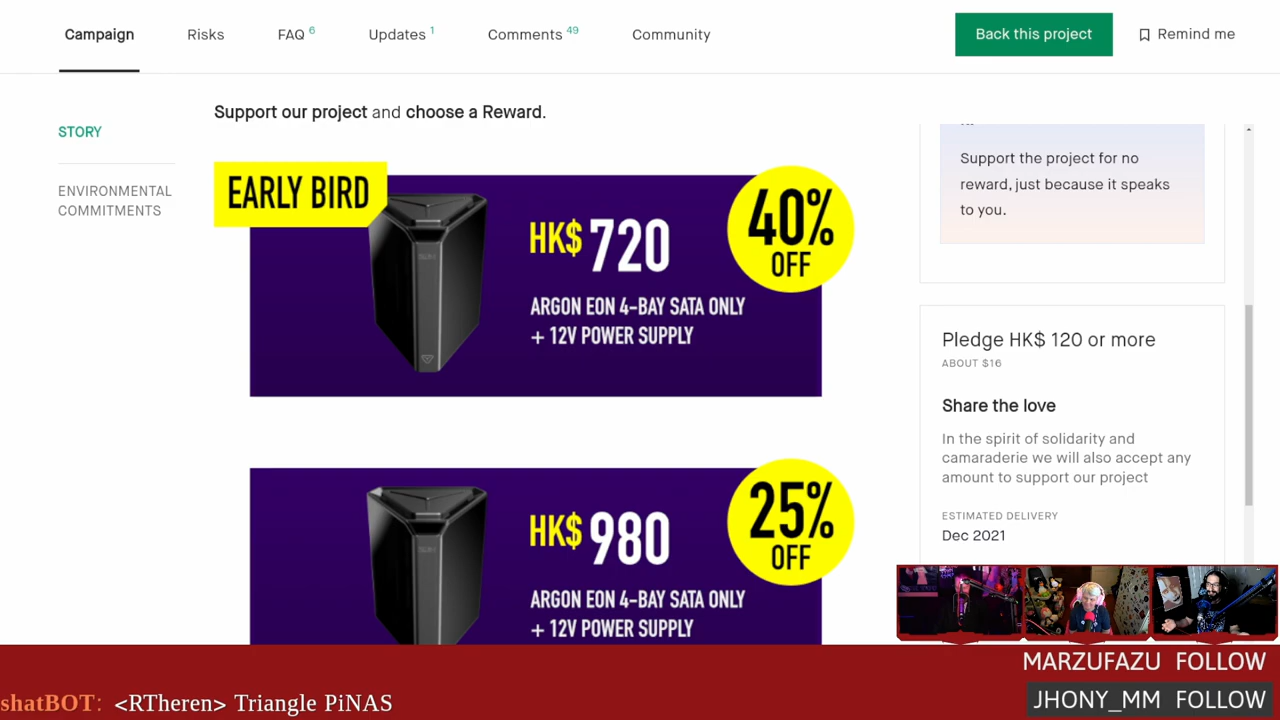 Campaign
Risks
FAQ 6
Updates 1
Comments 49
Community
Back this project
Remind me
STORY
ENVIRONMENTAL
COMMITMENTS
Support our project and choose a Reward.
EARLY BIRD
HK$ 720
40%
OFF
ARGON EON 4-BAY SATA ONLY
+ 12V POWER SUPPLY
HK$ 980
25%
OFF
ARGON EON 4-BAY SATA ONLY
+ 12V POWER SUPPLY
Support the project for no
reward, just because it speaks
to you.
Pledge HK$ 120 or more
ABOUT $16
Share the love
In the spirit of solidarity and
camaraderie we will also accept any
amount to support our project
ESTIMATED DELIVERY
Dec 2021
MARZUFAZU FOLLOW
JHONY_MM FOLLOW
shatBOT: <RTheren> Triangle PiNAS